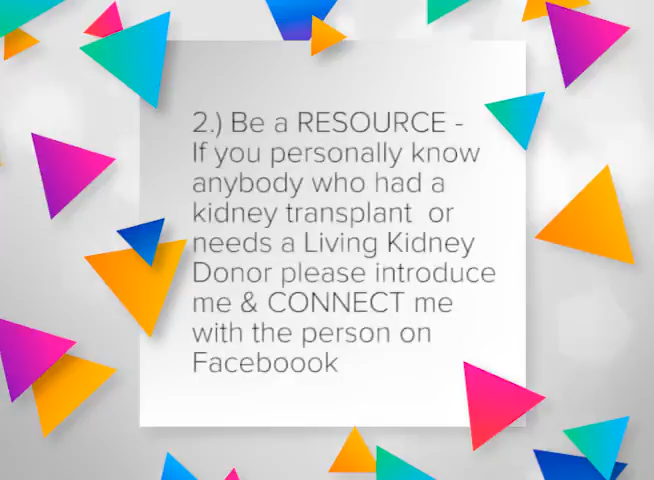 2.) Be a RESOURCE -
If you personally know
anybody who had a
kidney transplant  or
needs a Living Kidney
Donor please introduce
me & CONNECT me
with the person on
Faceboook